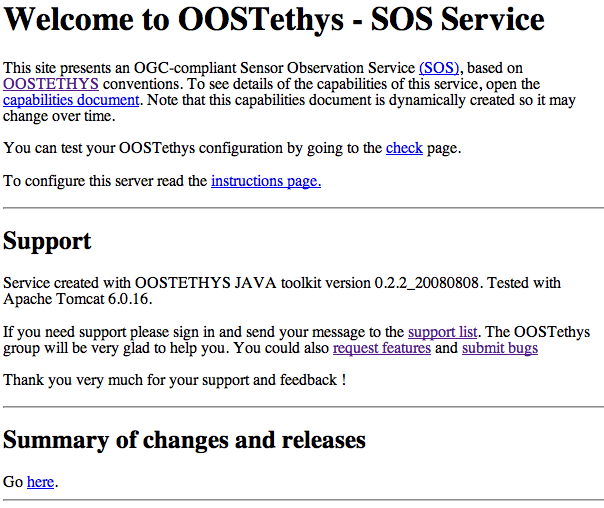 Welcome to OOSTethys - SOS Service
This site presents an OGC-compliant Sensor Observation Service (SOS), based on
OOSTETHYS conventions. To see details of the capabilities of this service, open the
capabilities document. Note that this capabilities document is dynamically created so it may
change over time.
You can test your OOSTethys configuration by going to the check page.
To configure this server read the instructions page.
Support
Service created with OOSTETHYS JAVA toolkit version 0.2.2_20080808. Tested with
Apache Tomcat 6.0.16.
If you need support please sign in and send your message to the support list. The OOSTethys
group will be very glad to help you. You could also request features and submit bugs
Thank you very much for your support and feedback !
Summary of changes and releases
Go here.